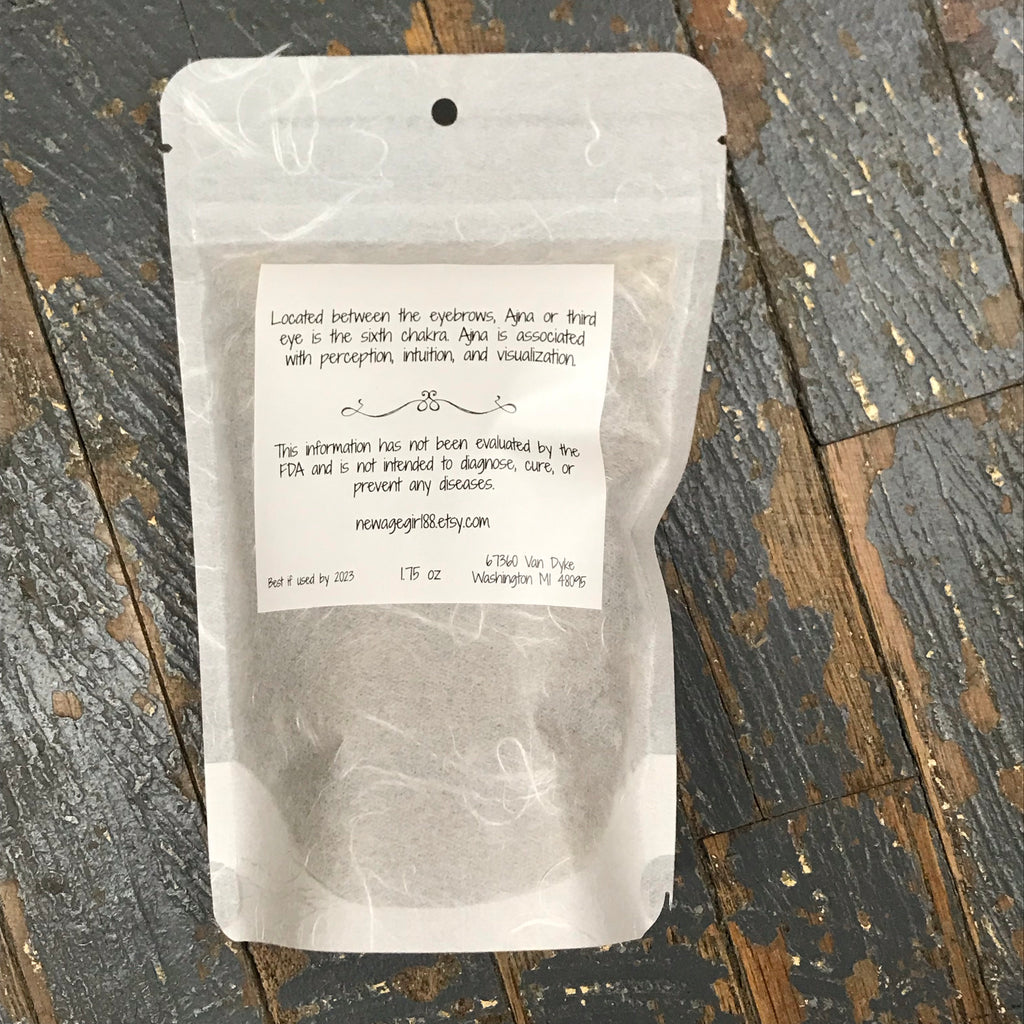 Located between the eyebrows, Ajna or third
eye is the sixth chakra. Ajna is associated
with perception, intuition, and visualization.
This information has not been evaluated by the
FDA and is not intended to diagnose, cure, or
prevent any diseases.
newagegirl88.etsy.com
Best if used by 2023
1.75 oz
67360 Van Dyke
Washington MI 48095